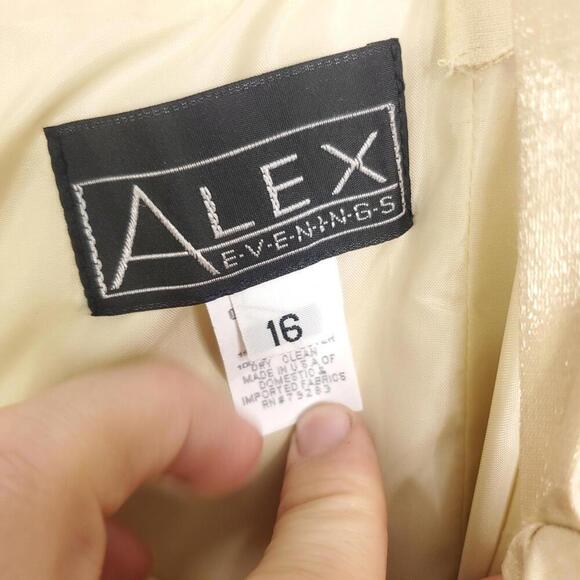 ALEX
E·V·E·N·I·N·G·S
16
DRY CLEAN
MADE IN U.S.A OF
DOMESTIC &
IMPORTED FABRICS
RN# 79283